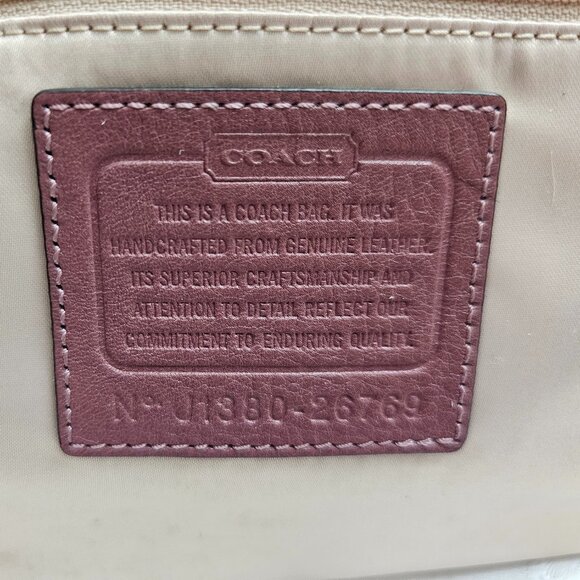 COACH
THIS IS A COACH BAG. IT WAS
HANDCRAFTED FROM GENUINE LEATHER.
ITS SUPERIOR CRAFTSMANSHIP AND
ATTENTION TO DETAIL REFLECT OUR
COMMITMENT TO ENDURING QUALITY.
No J1380-26769